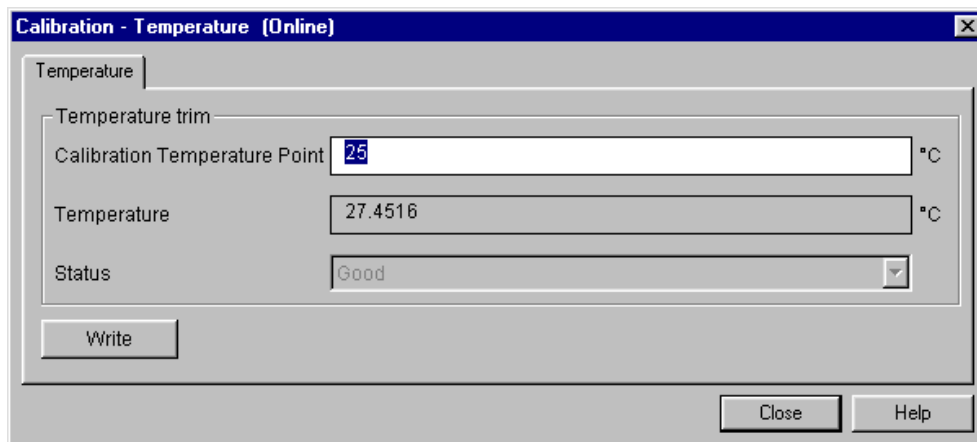 Calibration - Temperature (Online)
Temperature
Temperature trim
Calibration Temperature Point 25 °C
Temperature 27.4516 °C
Status Good
Write
Close Help